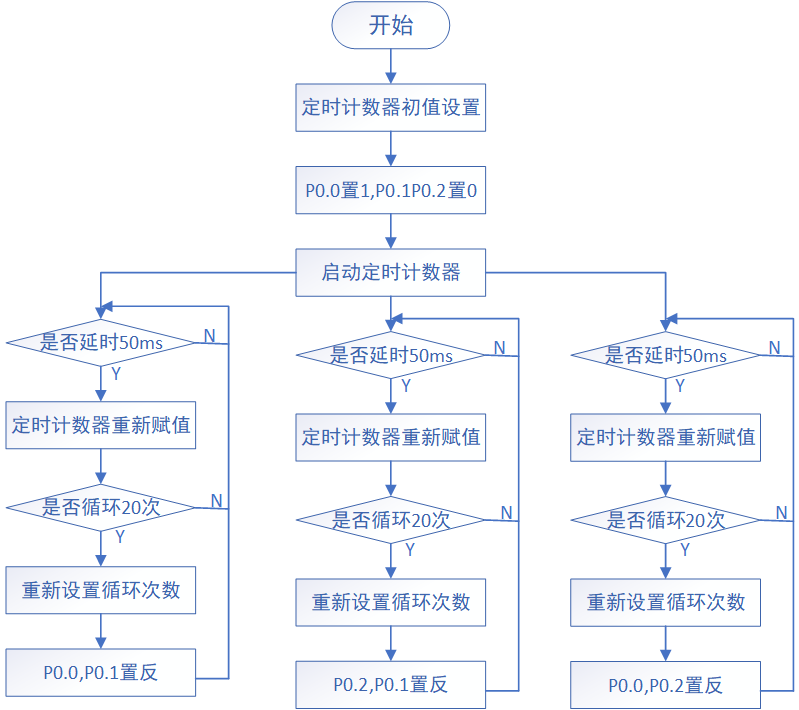 开始
定时计数器初值设置
P0.0置1,P0.1P0.2置0
启动定时计数器
是否延时50ms
N
Y
定时计数器重新赋值
是否循环20次
N
Y
重新设置循环次数
P0.0,P0.1置反
是否延时50ms
N
Y
定时计数器重新赋值
是否循环20次
N
Y
重新设置循环次数
P0.2,P0.1置反
是否延时50ms
N
Y
定时计数器重新赋值
是否循环20次
N
Y
重新设置循环次数
P0.0,P0.2置反